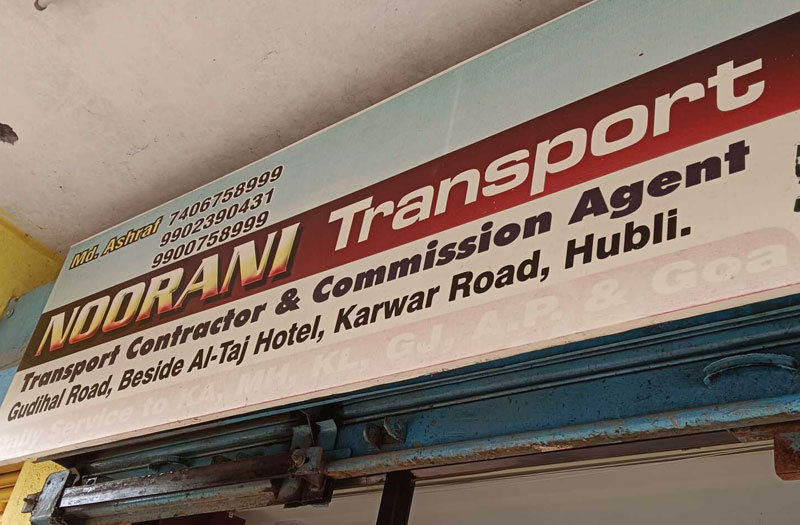 Md. Ashraf 7406758999
9902390431
9900758999
NOORANI Transport
Transport Contractor & Commission Agent
Gudihal Road, Beside Al-Taj Hotel, Karwar Road, Hubli.
Daily Service to KA, MH, KL, GJ, A.P. & Goa